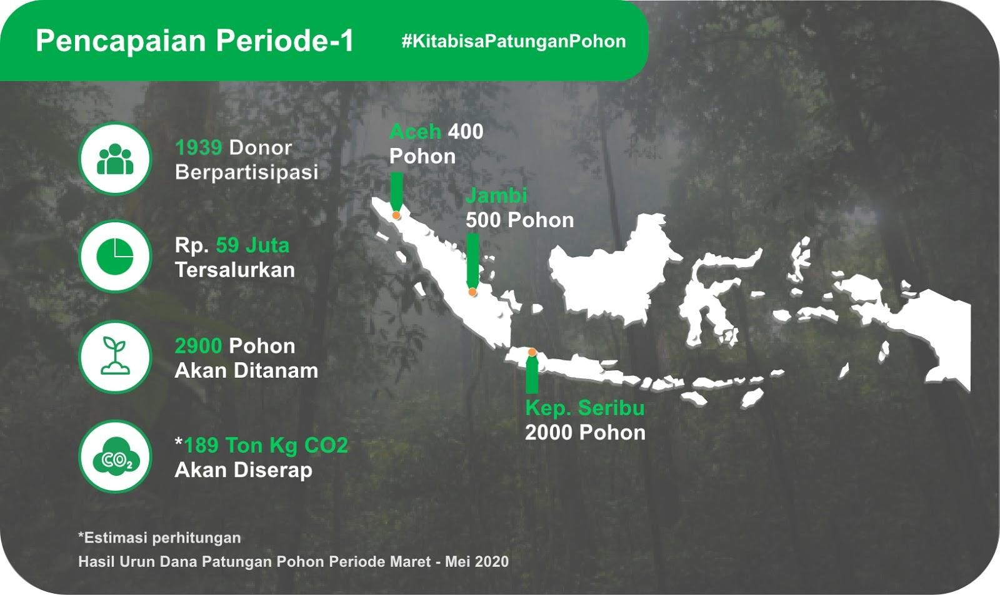 Pencapaian Periode-1
#KitabisaPatunganPohon
1939 Donor
Berpartisipasi
Rp. 59 Juta
Tersalurkan
2900 Pohon
Akan Ditanam
*189 Ton Kg CO2
Akan Diserap
CO2
Aceh 400
Pohon
Jambi
500 Pohon
Kep. Seribu
2000 Pohon
*Estimasi perhitungan
Hasil Urun Dana Patungan Pohon Periode Maret - Mei 2020